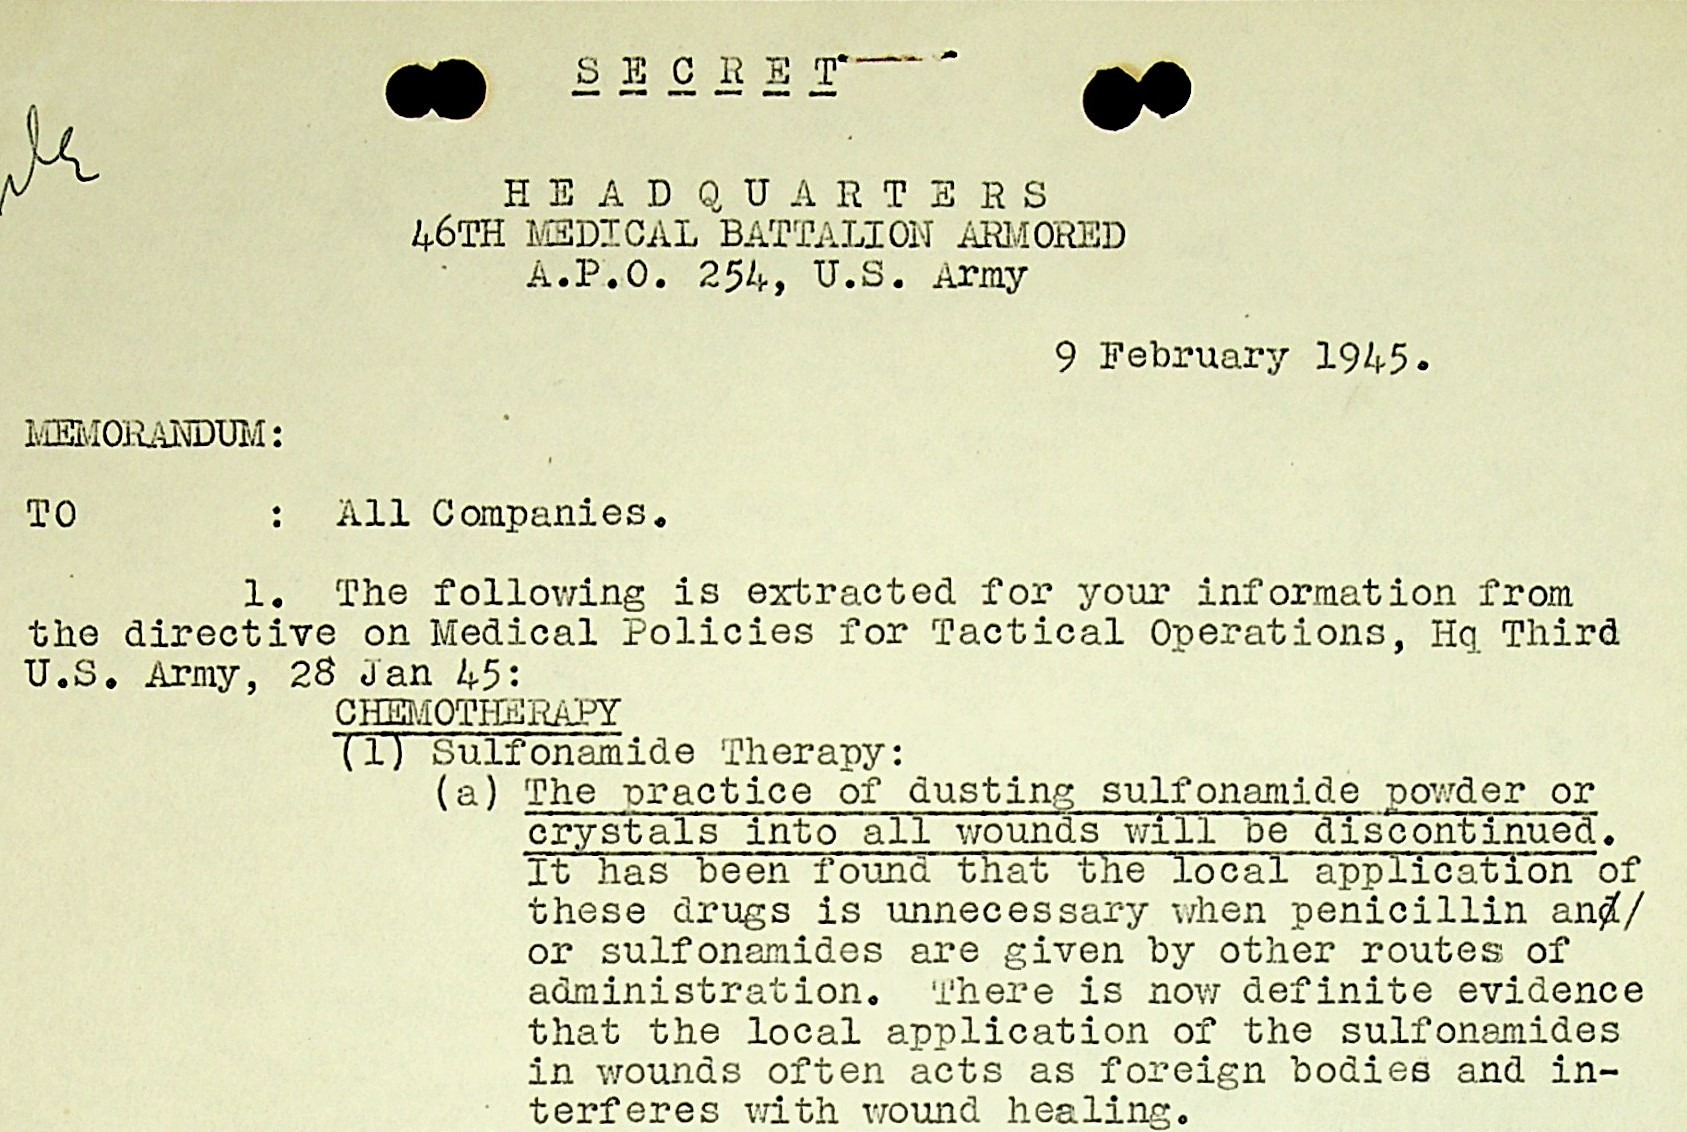 S E C R E T
H E A D Q U A R T E R S
46TH MEDICAL BATTALION ARMORED
A.P.O. 254, U.S. Army
9 February 1945.
MEMORANDUM:
TO : All Companies.
1. The following is extracted for your information from
the directive on Medical Policies for Tactical Operations, Hq Third
U.S. Army, 28 Jan 45:
CHEMOTHERAPY
(1) Sulfonamide Therapy:
(a) The practice of dusting sulfonamide powder or
crystals into all wounds will be discontinued.
It has been found that the local application of
these drugs is unnecessary when penicillin and/
or sulfonamides are given by other routes of
administration. There is now definite evidence
that the local application of the sulfonamides
in wounds often acts as foreign bodies and in-
terferes with wound healing.